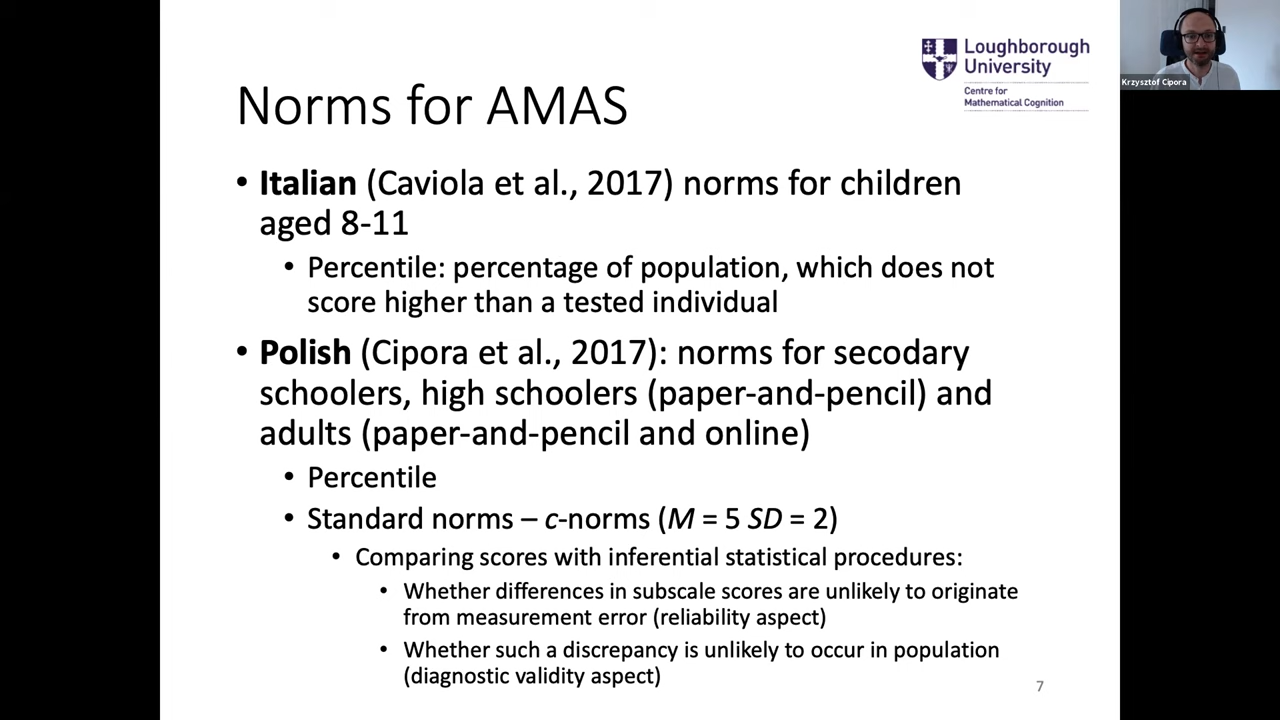 Loughborough
University
Centre for
Mathematical Cognition
Krzysztof Cipora
Norms for AMAS
• Italian (Caviola et al., 2017) norms for children
aged 8-11
• Percentile: percentage of population, which does not
score higher than a tested individual
• Polish (Cipora et al., 2017): norms for secodary
schoolers, high schoolers (paper-and-pencil) and
adults (paper-and-pencil and online)
• Percentile
• Standard norms – c-norms (M = 5 SD = 2)
• Comparing scores with inferential statistical procedures:
• Whether differences in subscale scores are unlikely to originate
from measurement error (reliability aspect)
• Whether such a discrepancy is unlikely to occur in population
(diagnostic validity aspect)
7